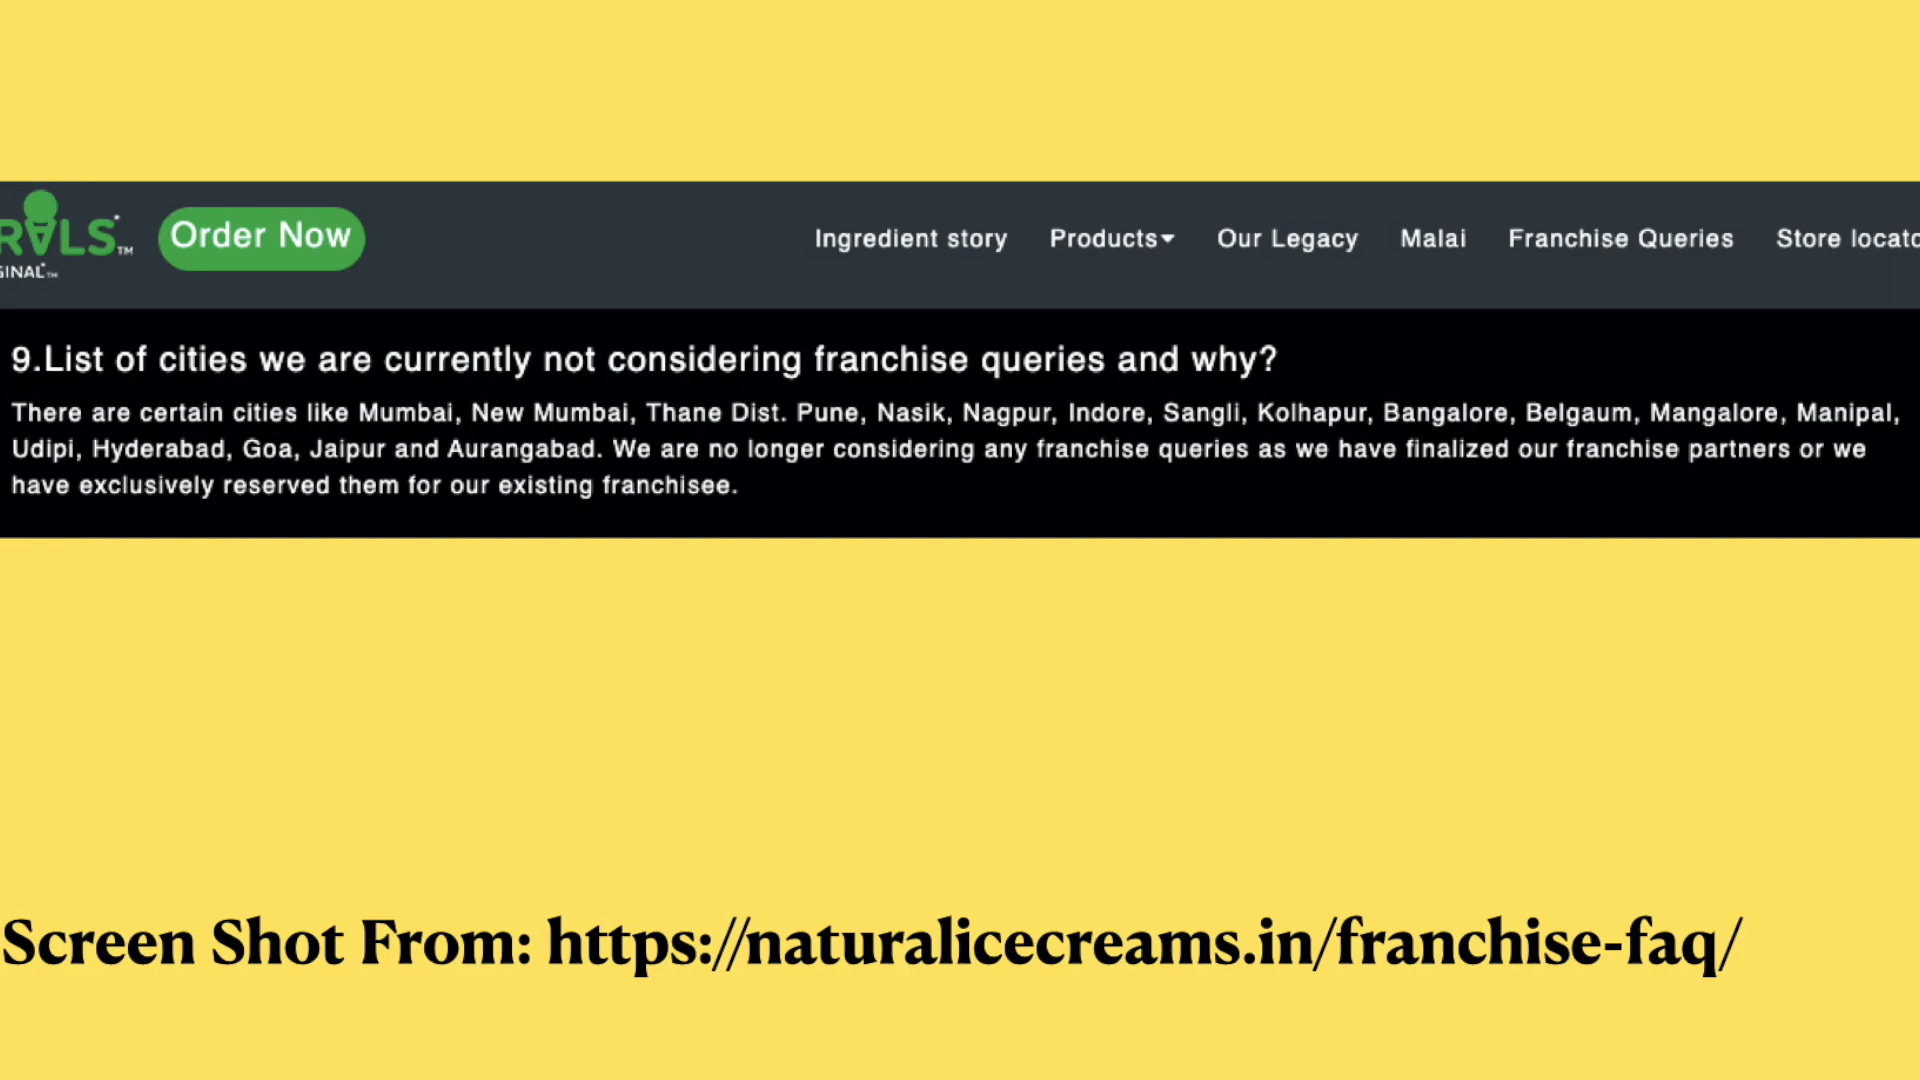 RALS™
GINAL™
Order Now
Ingredient story
Products
Our Legacy
Malai
Franchise Queries
Store locato
9.List of cities we are currently not considering franchise queries and why?
There are certain cities like Mumbai, New Mumbai, Thane Dist. Pune, Nasik, Nagpur, Indore, Sangli, Kolhapur, Bangalore, Belgaum, Mangalore, Manipal,
Udipi, Hyderabad, Goa, Jaipur and Aurangabad. We are no longer considering any franchise queries as we have finalized our franchise partners or we
have exclusively reserved them for our existing franchisee.
Screen Shot From: https://naturalicecreams.in/franchise-faq/